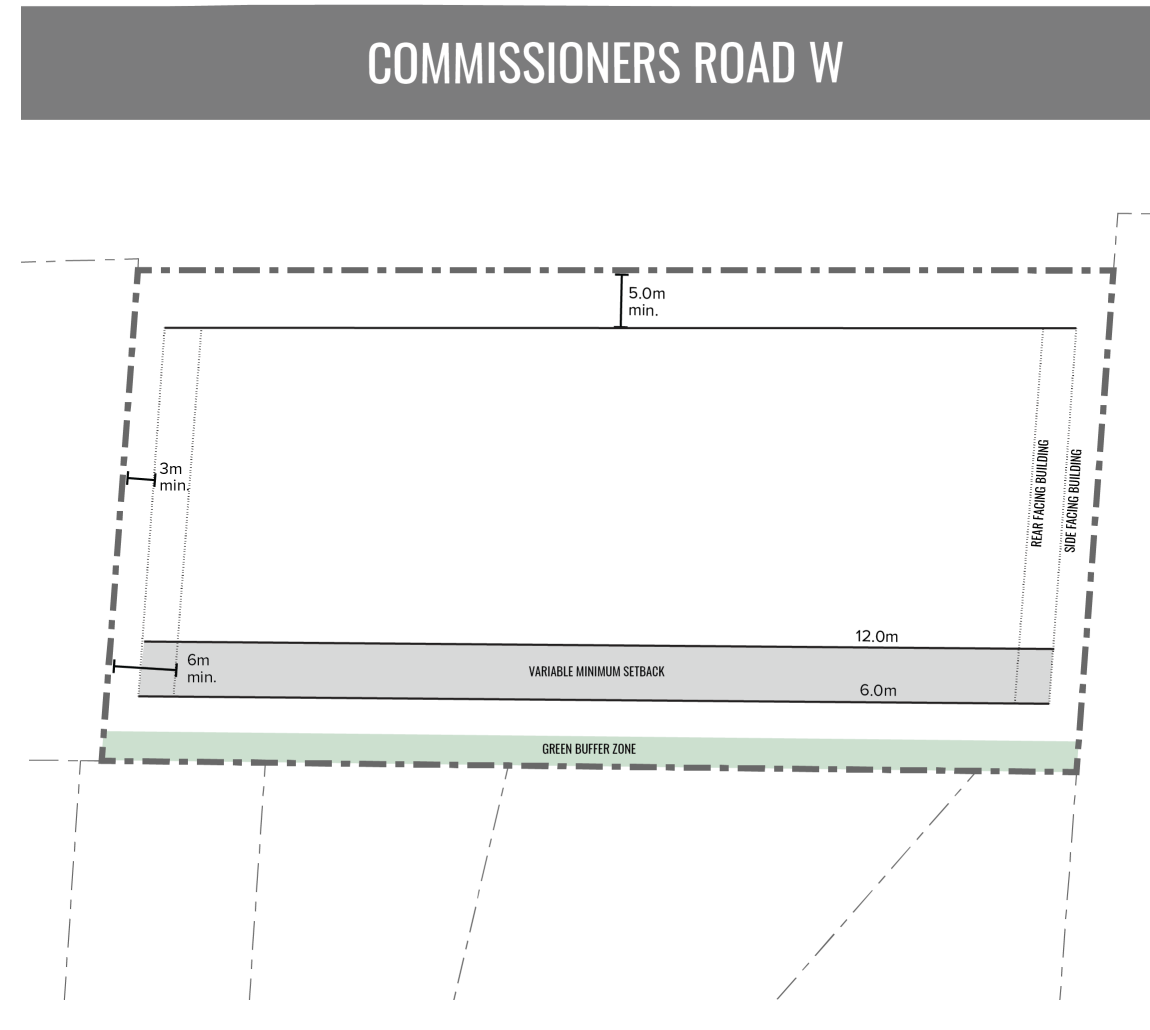 COMMISSIONERS ROAD W
5.0m
min.
3m
min.
REAR FACING BUILDING
SIDE FACING BUILDING
12.0m
6m
min.
VARIABLE MINIMUM SETBACK
6.0m
GREEN BUFFER ZONE